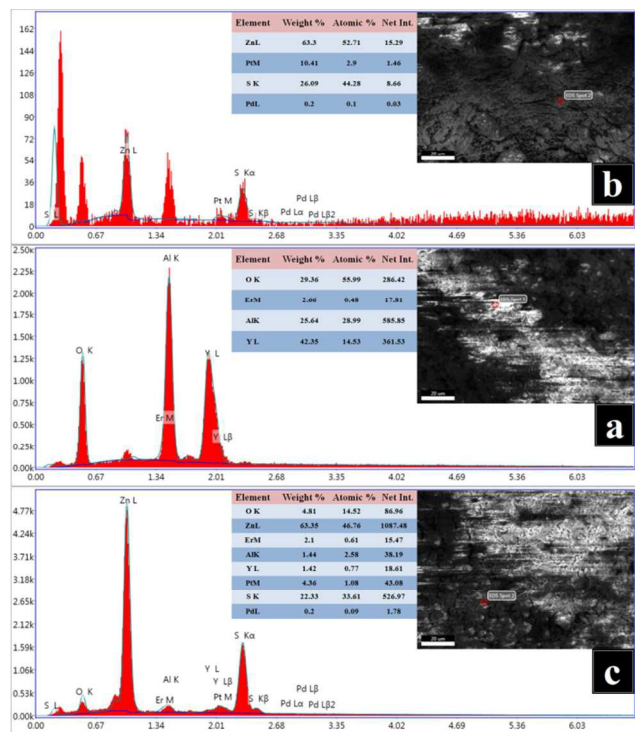 Element Weight % Atomic % Net Int.
ZnL 63.3 52.71 15.29
PtM 10.41 2.9 1.46
S K 26.09 44.28 8.66
PdL 0.2 0.1 0.03
162
144
126
108
90
72
54
36
18
0
S L
Zn L
Pt M
S Kα
S Kβ
Pd Lα
Pd Lβ
Pd Lβ2
0.00 0.67 1.34 2.01 2.68 3.35 4.02 4.69 5.36 6.03
EDS Spot 2
20 µm
b
Element Weight % Atomic % Net Int.
O K 29.36 55.99 286.42
ErM 2.66 0.48 17.81
AlK 25.64 28.99 585.85
Y L 42.35 14.53 361.53
2.50k
2.25k
2.00k
1.75k
1.50k
1.25k
1.00k
0.75k
0.50k
0.25k
0.00k
O K
Al K
Er M
Y L
Y Lβ
0.00 0.67 1.34 2.01 2.68 3.35 4.02 4.69 5.36 6.03
20 µm
a
Element Weight % Atomic % Net Int.
O K 4.81 14.52 86.96
ZnL 63.35 46.76 1087.48
ErM 2.1 0.61 15.47
AlK 1.44 2.58 38.19
Y L 1.42 0.77 18.61
PtM 4.36 1.08 43.08
S K 22.33 33.61 526.97
PdL 0.2 0.09 1.78
4.77k
4.24k
3.71k
3.18k
2.65k
2.12k
1.59k
1.06k
0.53k
0.00k
S L
O K
Zn L
Al K
Er M
Y L
Y Lβ
Pt M
S Kα
S Kβ
Pd Lα
Pd Lβ
Pd Lβ2
0.00 0.67 1.34 2.01 2.68 3.35 4.02 4.69 5.36 6.03
EDS Spot 2
20 µm
c